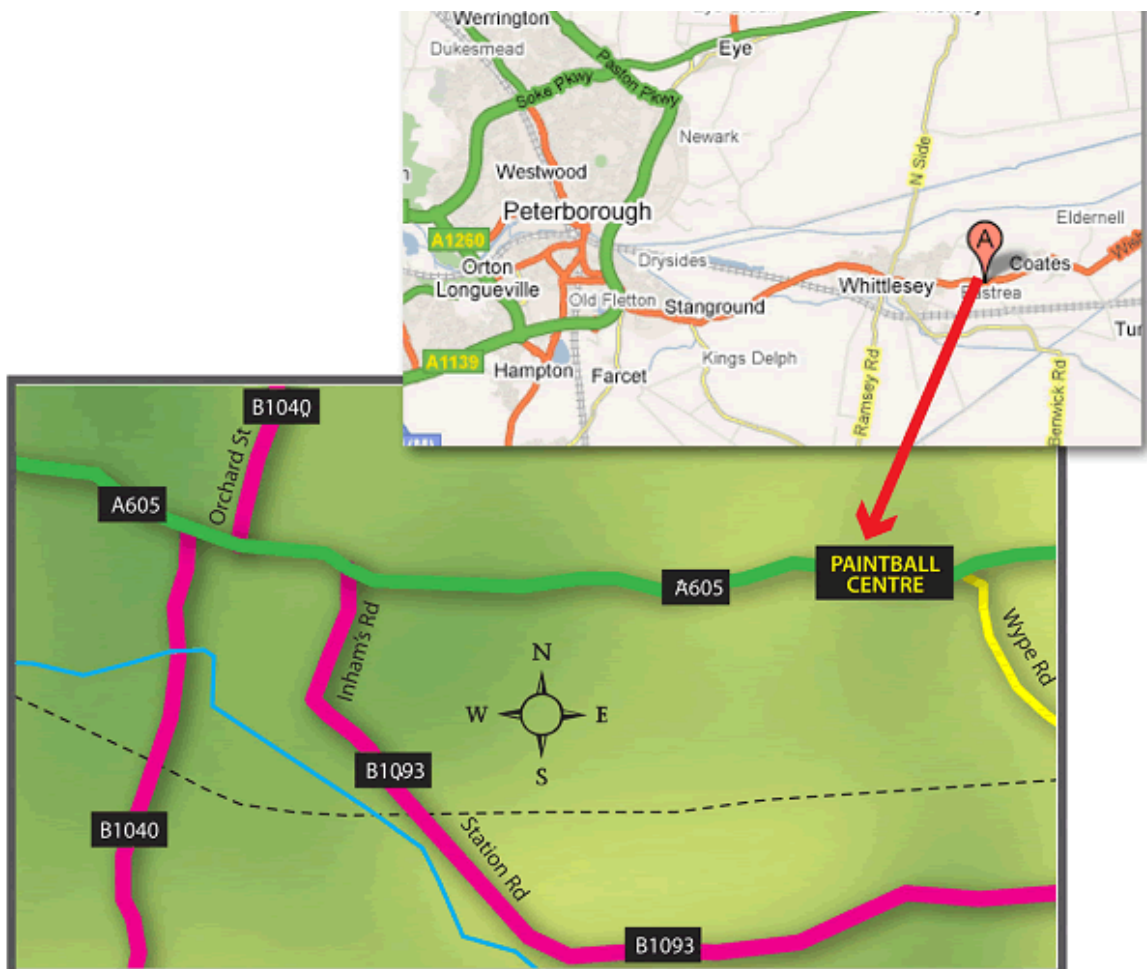 Werrington
Dukesmead
Eye
Soke Pkwy
Paston Pkwy
Newark
N Side
Westwood
Peterborough
A1260
Eldernell
A
Drysides
Coates
Orton
Longueville
Whittlesey
Eastrea
Old Fletton
Stanground
A1139
Kings Delph
Hampton
Farcet
Ramsey Rd
Benwick Rd
B1040
Orchard St
A605
PAINTBALL
CENTRE
A605
Inham's Rd
Wype Rd
N
W
E
S
B1093
B1040
Station Rd
B1093